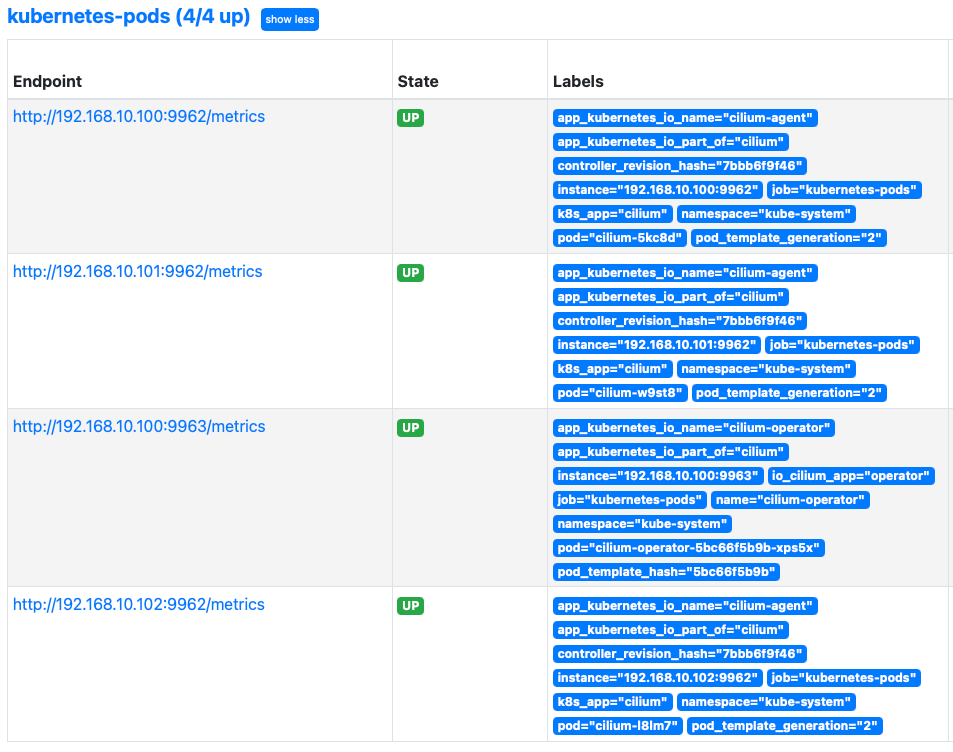 kubernetes-pods (4/4 up) show less
Endpoint State Labels
http://192.168.10.100:9962/metrics UP app_kubernetes_io_name="cilium-agent"
app_kubernetes_io_part_of="cilium"
controller_revision_hash="7bbb6f9f46"
instance="192.168.10.100:9962" job="kubernetes-pods"
k8s_app="cilium" namespace="kube-system"
pod="cilium-5kc8d" pod_template_generation="2"
http://192.168.10.101:9962/metrics UP app_kubernetes_io_name="cilium-agent"
app_kubernetes_io_part_of="cilium"
controller_revision_hash="7bbb6f9f46"
instance="192.168.10.101:9962" job="kubernetes-pods"
k8s_app="cilium" namespace="kube-system"
pod="cilium-w9st8" pod_template_generation="2"
http://192.168.10.100:9963/metrics UP app_kubernetes_io_name="cilium-operator"
app_kubernetes_io_part_of="cilium"
instance="192.168.10.100:9963" io_cilium_app="operator"
job="kubernetes-pods" name="cilium-operator"
namespace="kube-system"
pod="cilium-operator-5bc66f5b9b-xps5x"
pod_template_hash="5bc66f5b9b"
http://192.168.10.102:9962/metrics UP app_kubernetes_io_name="cilium-agent"
app_kubernetes_io_part_of="cilium"
controller_revision_hash="7bbb6f9f46"
instance="192.168.10.102:9962" job="kubernetes-pods"
k8s_app="cilium" namespace="kube-system"
pod="cilium-l8lm7" pod_template_generation="2"